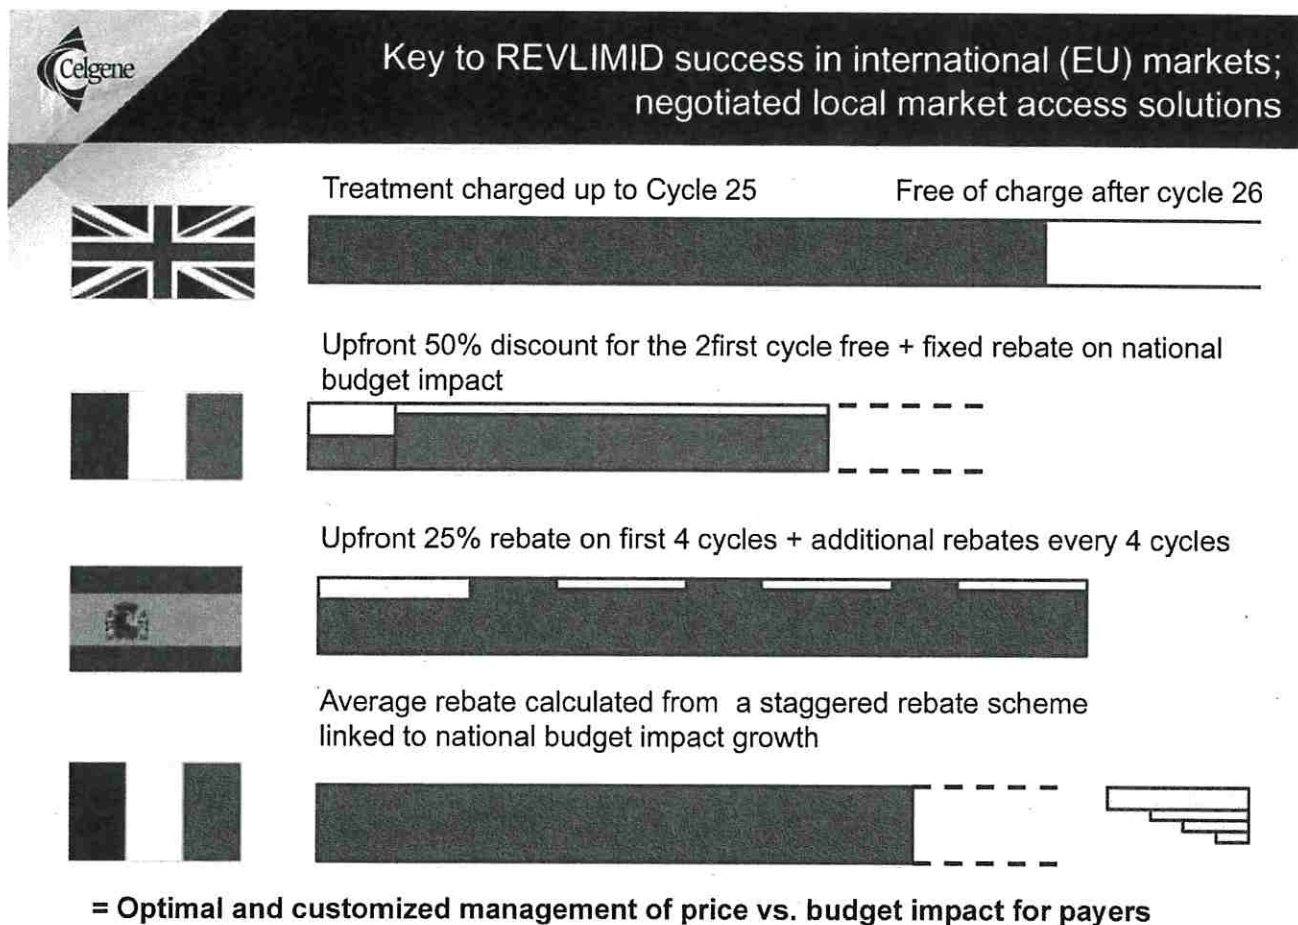 Celgene
Key to REVLIMID success in international (EU) markets;
negotiated local market access solutions
Treatment charged up to Cycle 25
Free of charge after cycle 26
Upfront 50% discount for the 2first cycle free + fixed rebate on national
budget impact
Upfront 25% rebate on first 4 cycles + additional rebates every 4 cycles
Average rebate calculated from a staggered rebate scheme
linked to national budget impact growth
= Optimal and customized management of price vs. budget impact for payers